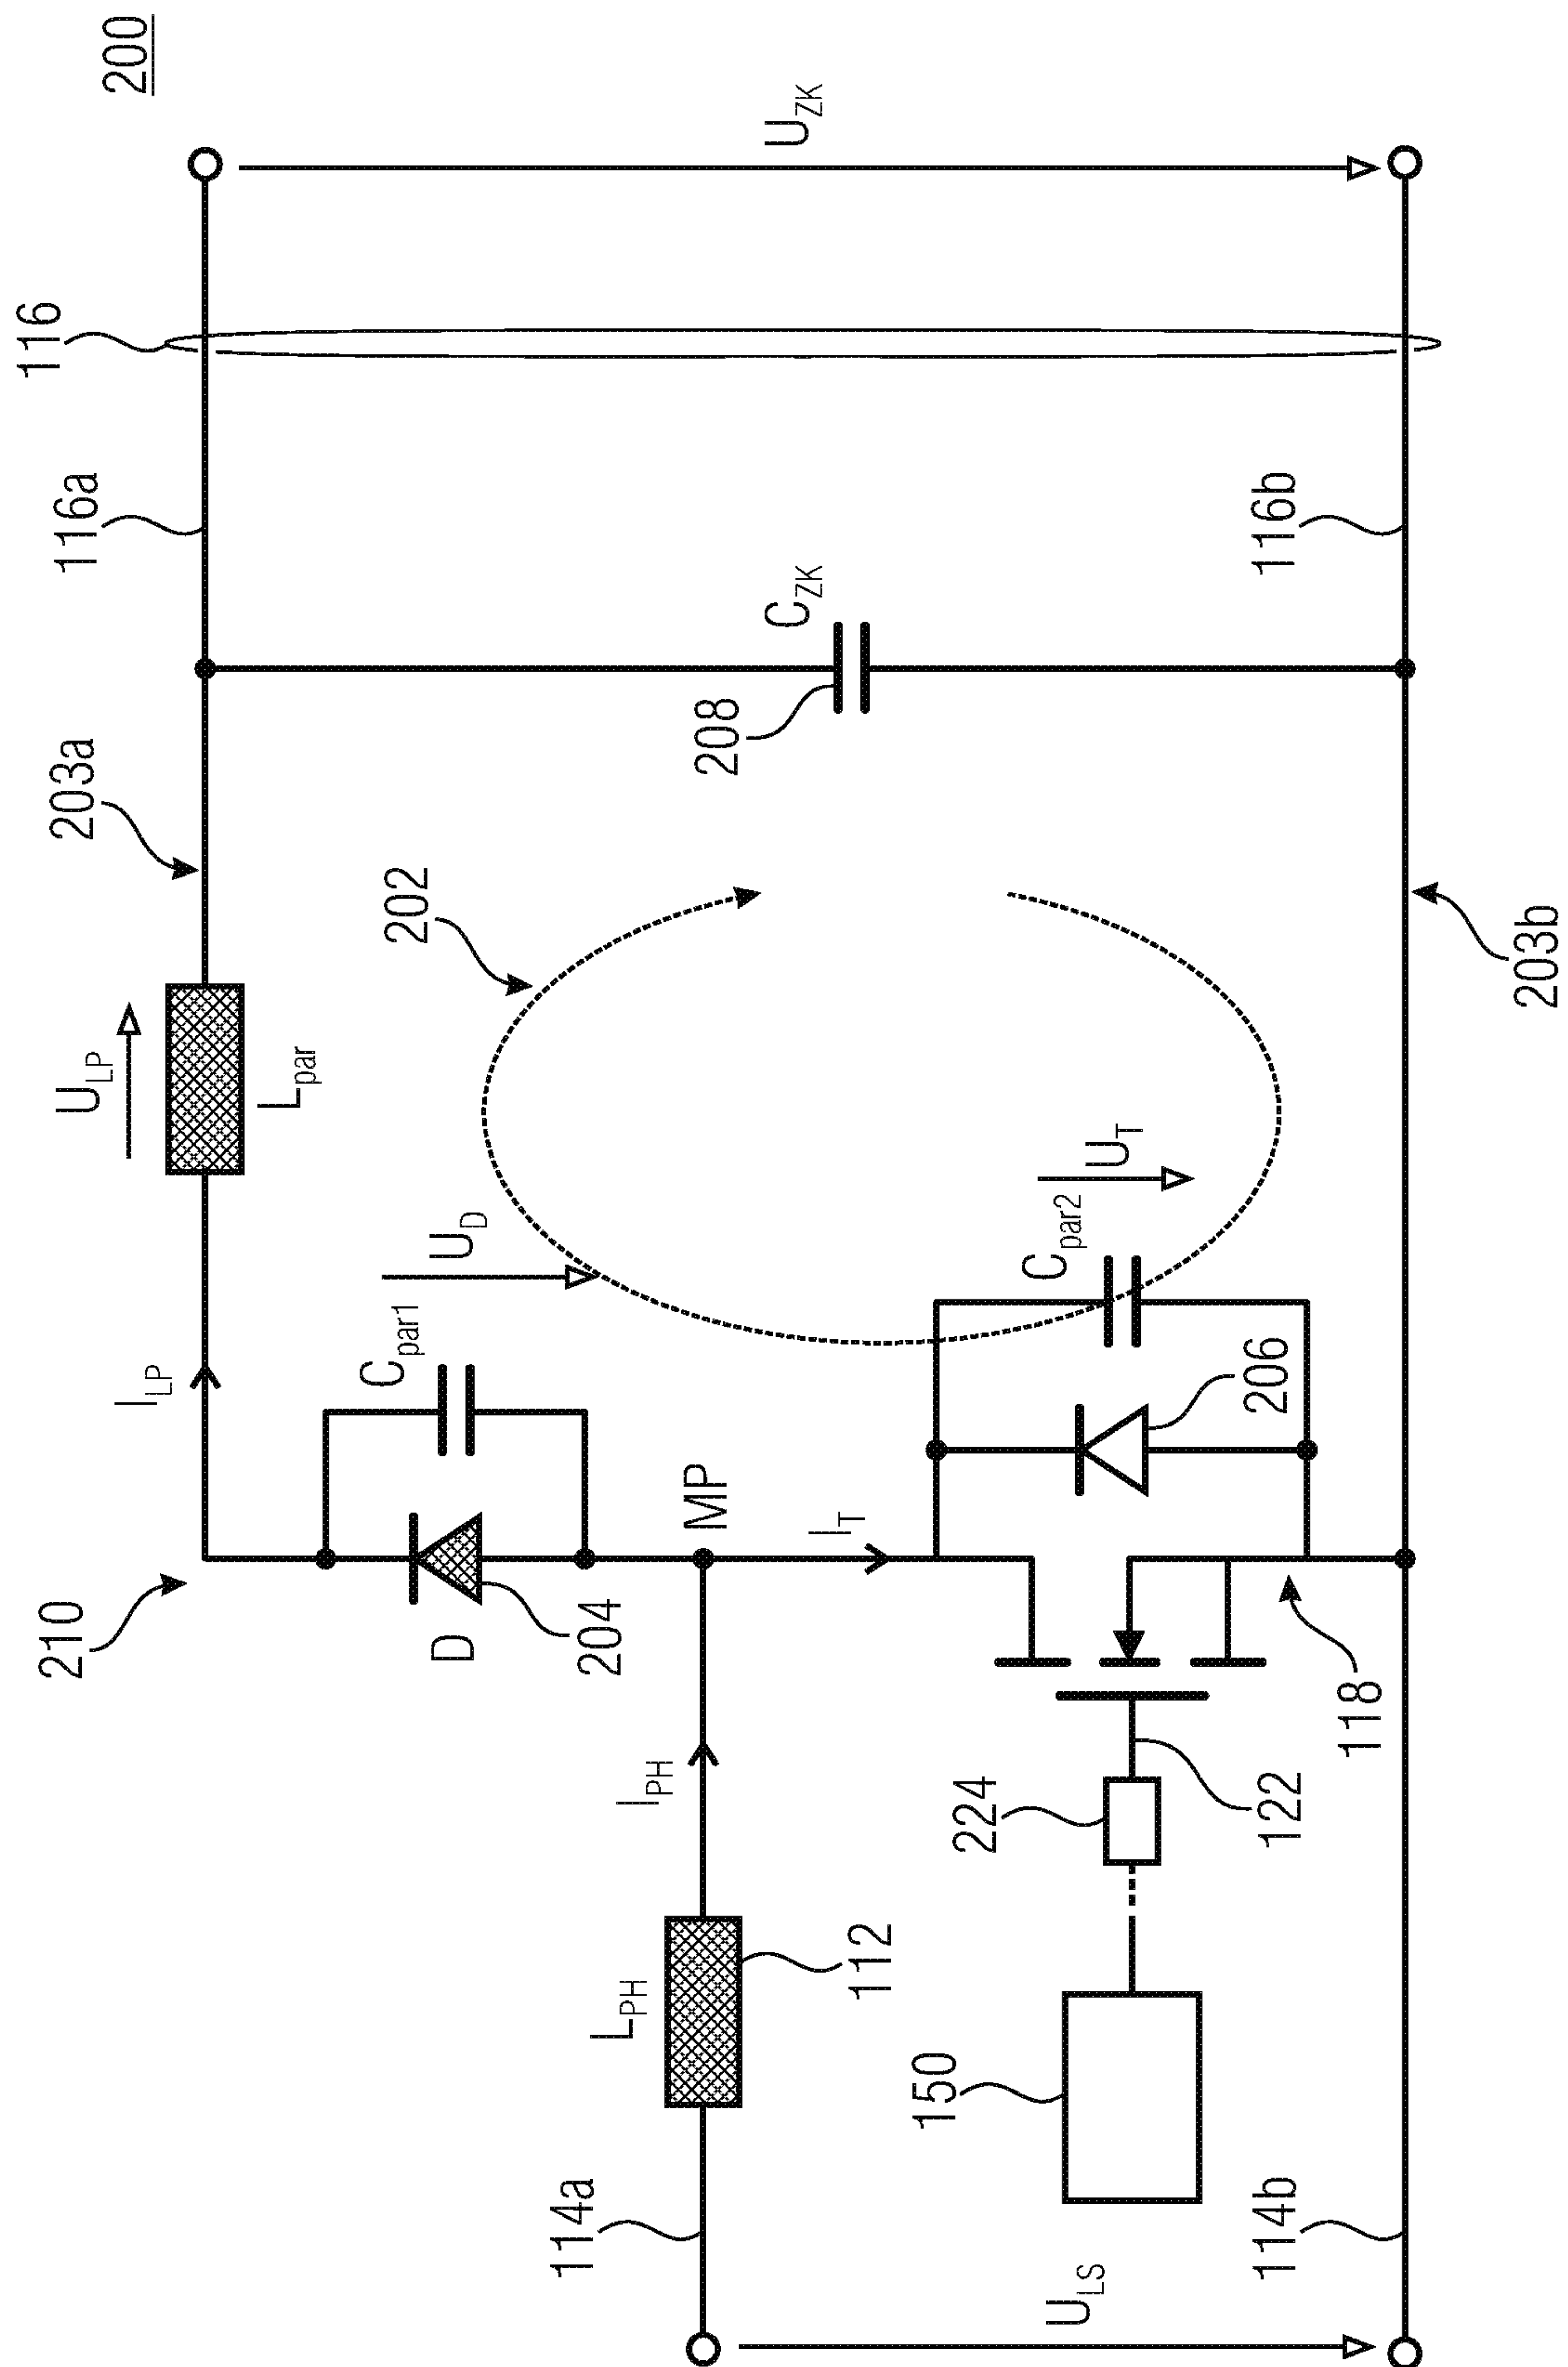 200
116
116a
203a
U_LP
L_par
I_LP
210
U_ZK
C_ZK
208
202
U_D
C_par1
D
204
MP
I_PH
L_PH
112
114a
116b
203b
U_T
C_par2
206
I_T
118
224
122
150
114b
U_LS